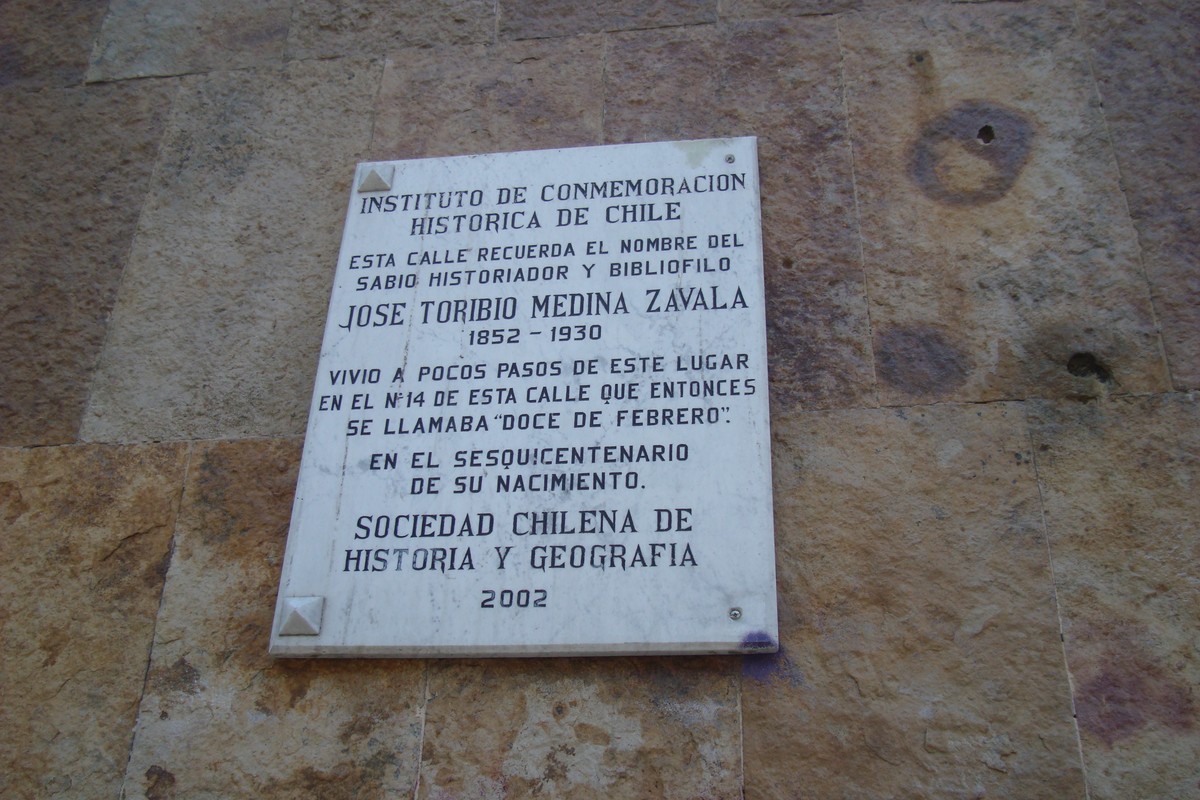 INSTITUTO DE CONMEMORACION
HISTORICA DE CHILE
ESTA CALLE RECUERDA EL NOMBRE DEL
SABIO HISTORIADOR Y BIBLIOFILO
JOSE TORIBIO MEDINA ZAVALA
1852 - 1930
VIVIO A POCOS PASOS DE ESTE LUGAR
EN EL Nº 14 DE ESTA CALLE QUE ENTONCES
SE LLAMABA "DOCE DE FEBRERO".
EN EL SESQUICENTENARIO
DE SU NACIMIENTO.
SOCIEDAD CHILENA DE
HISTORIA Y GEOGRAFIA
2002